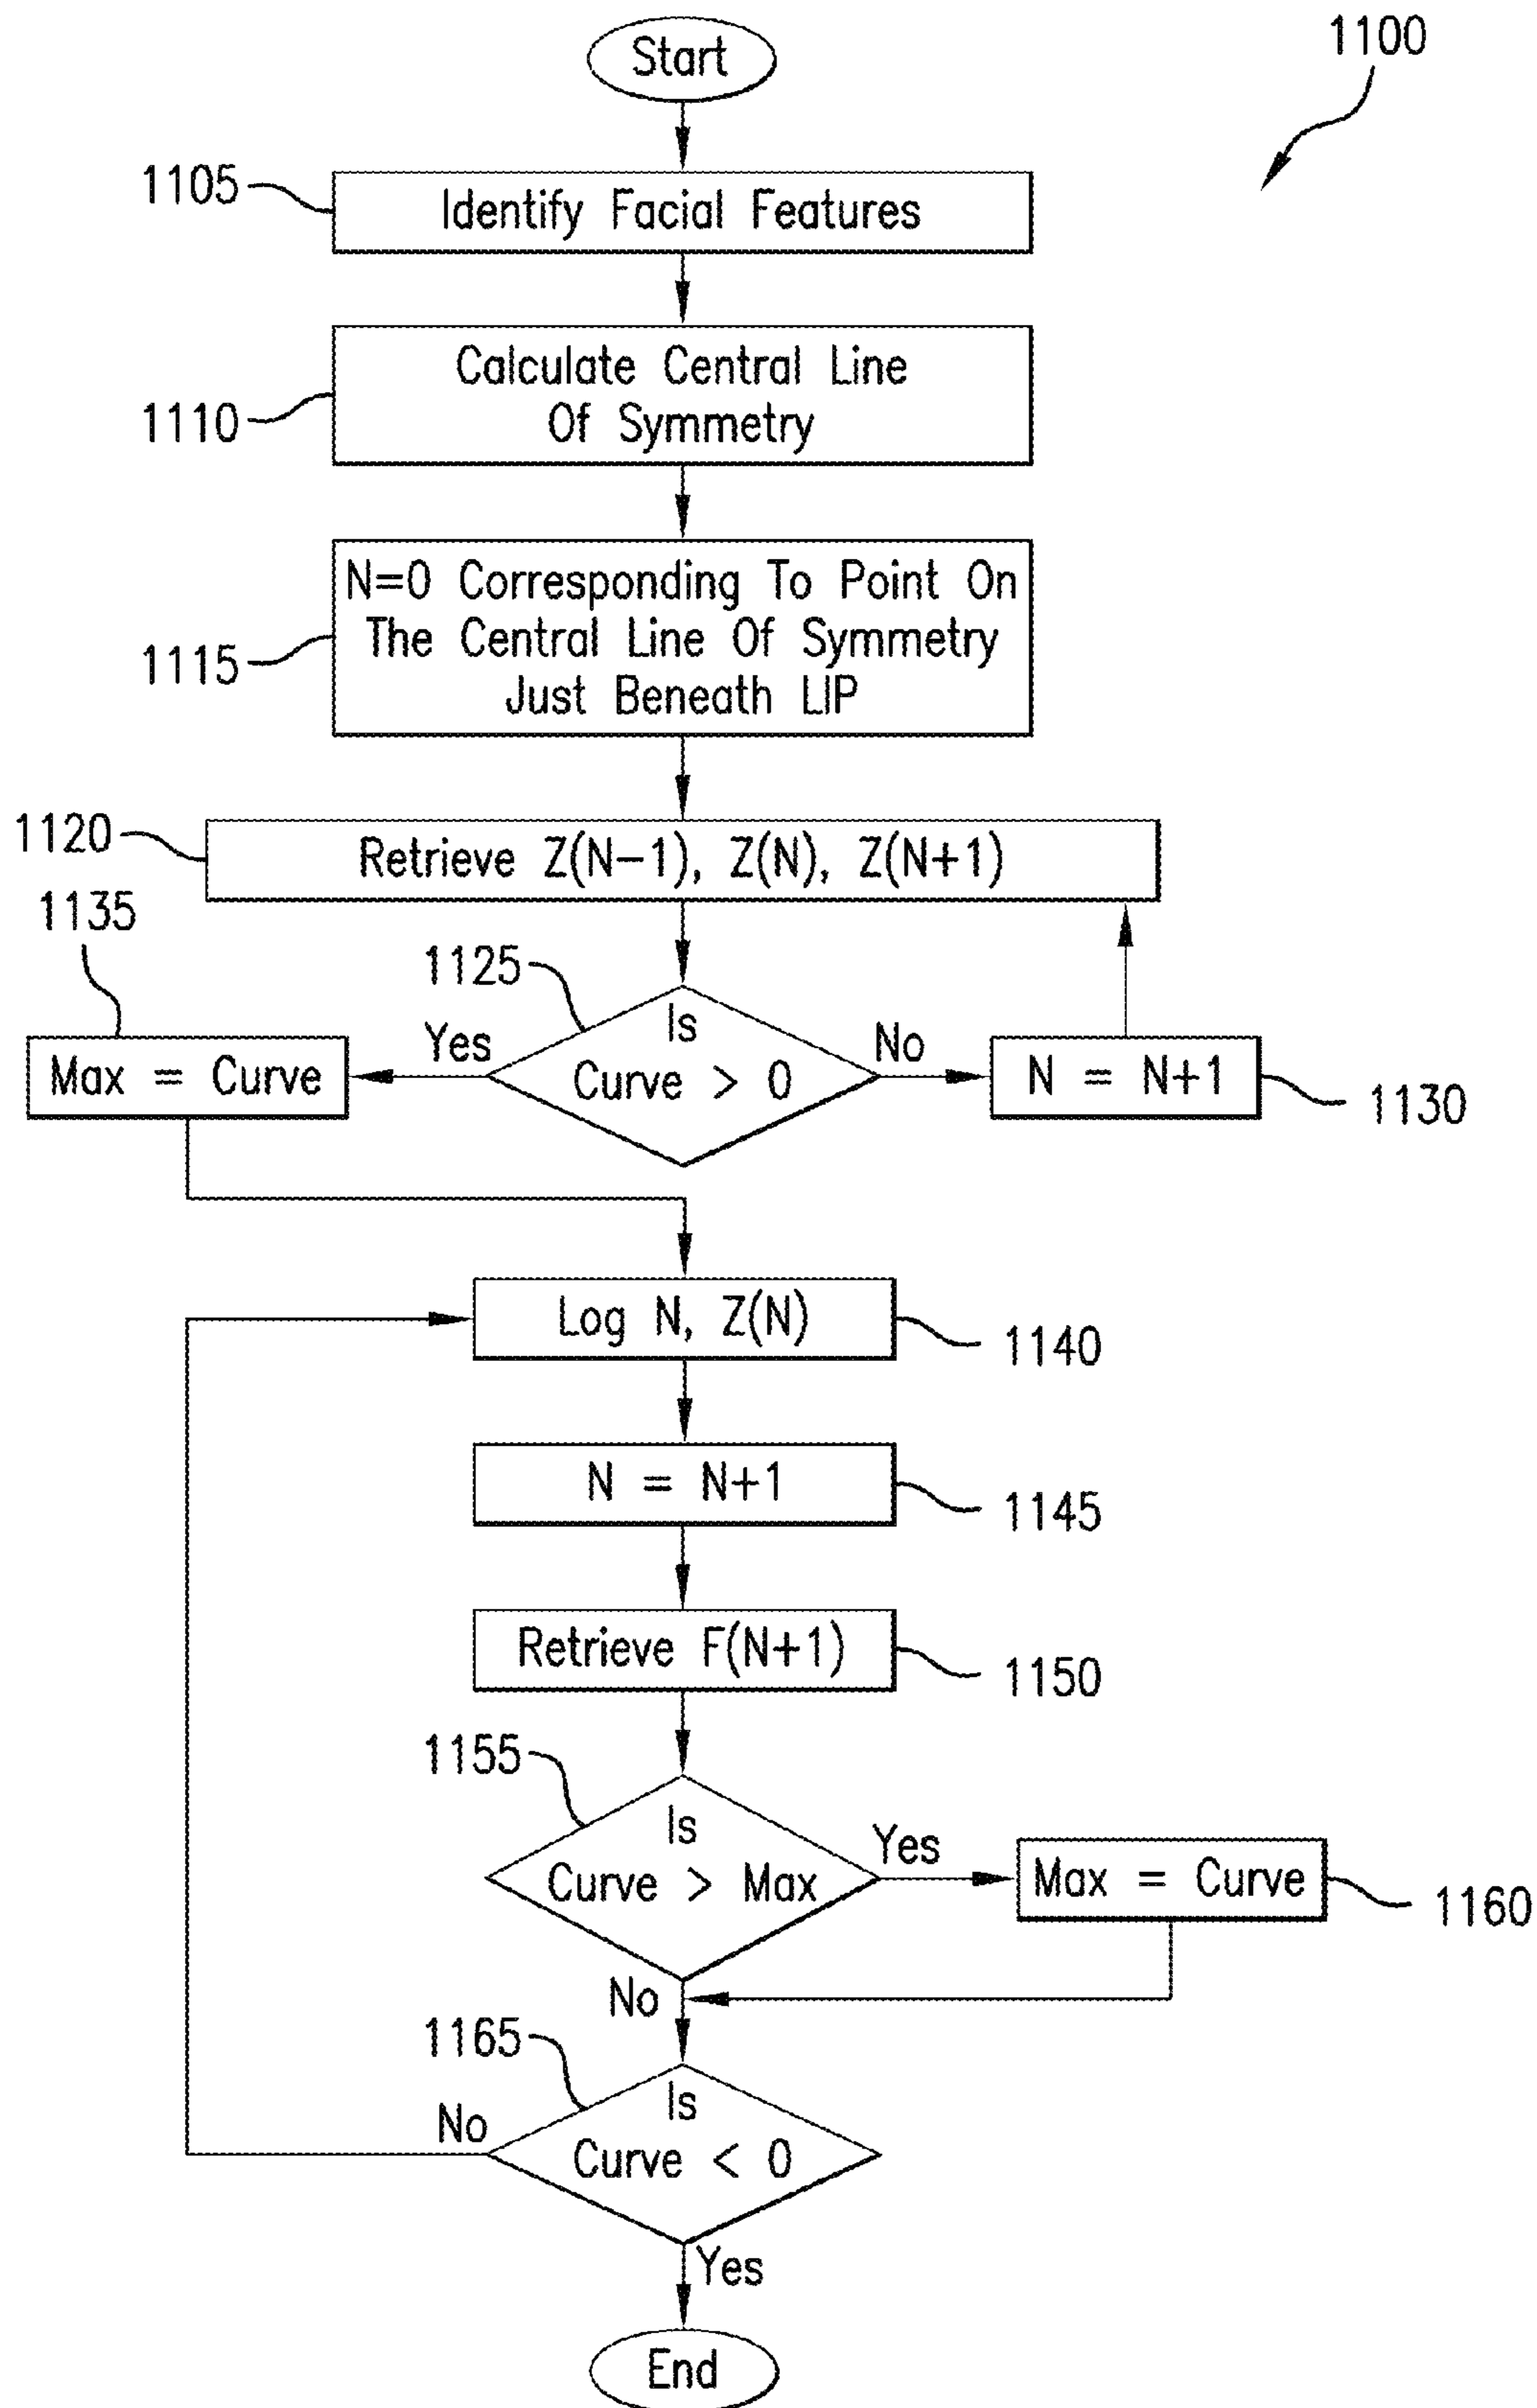 Start
1100
1105
Identify Facial Features
Calculate Central Line
Of Symmetry
1110
N=0 Corresponding To Point On
The Central Line Of Symmetry
Just Beneath LIP
1115
1120
Retrieve Z(N-1), Z(N), Z(N+1)
1135
1125
Is
Curve > 0
Yes
No
Max = Curve
N = N+1
1130
Log N, Z(N)
1140
N = N+1
1145
Retrieve F(N+1)
1150
1155
Is
Curve > Max
Yes
Max = Curve
1160
No
1165
Is
Curve < 0
No
Yes
End